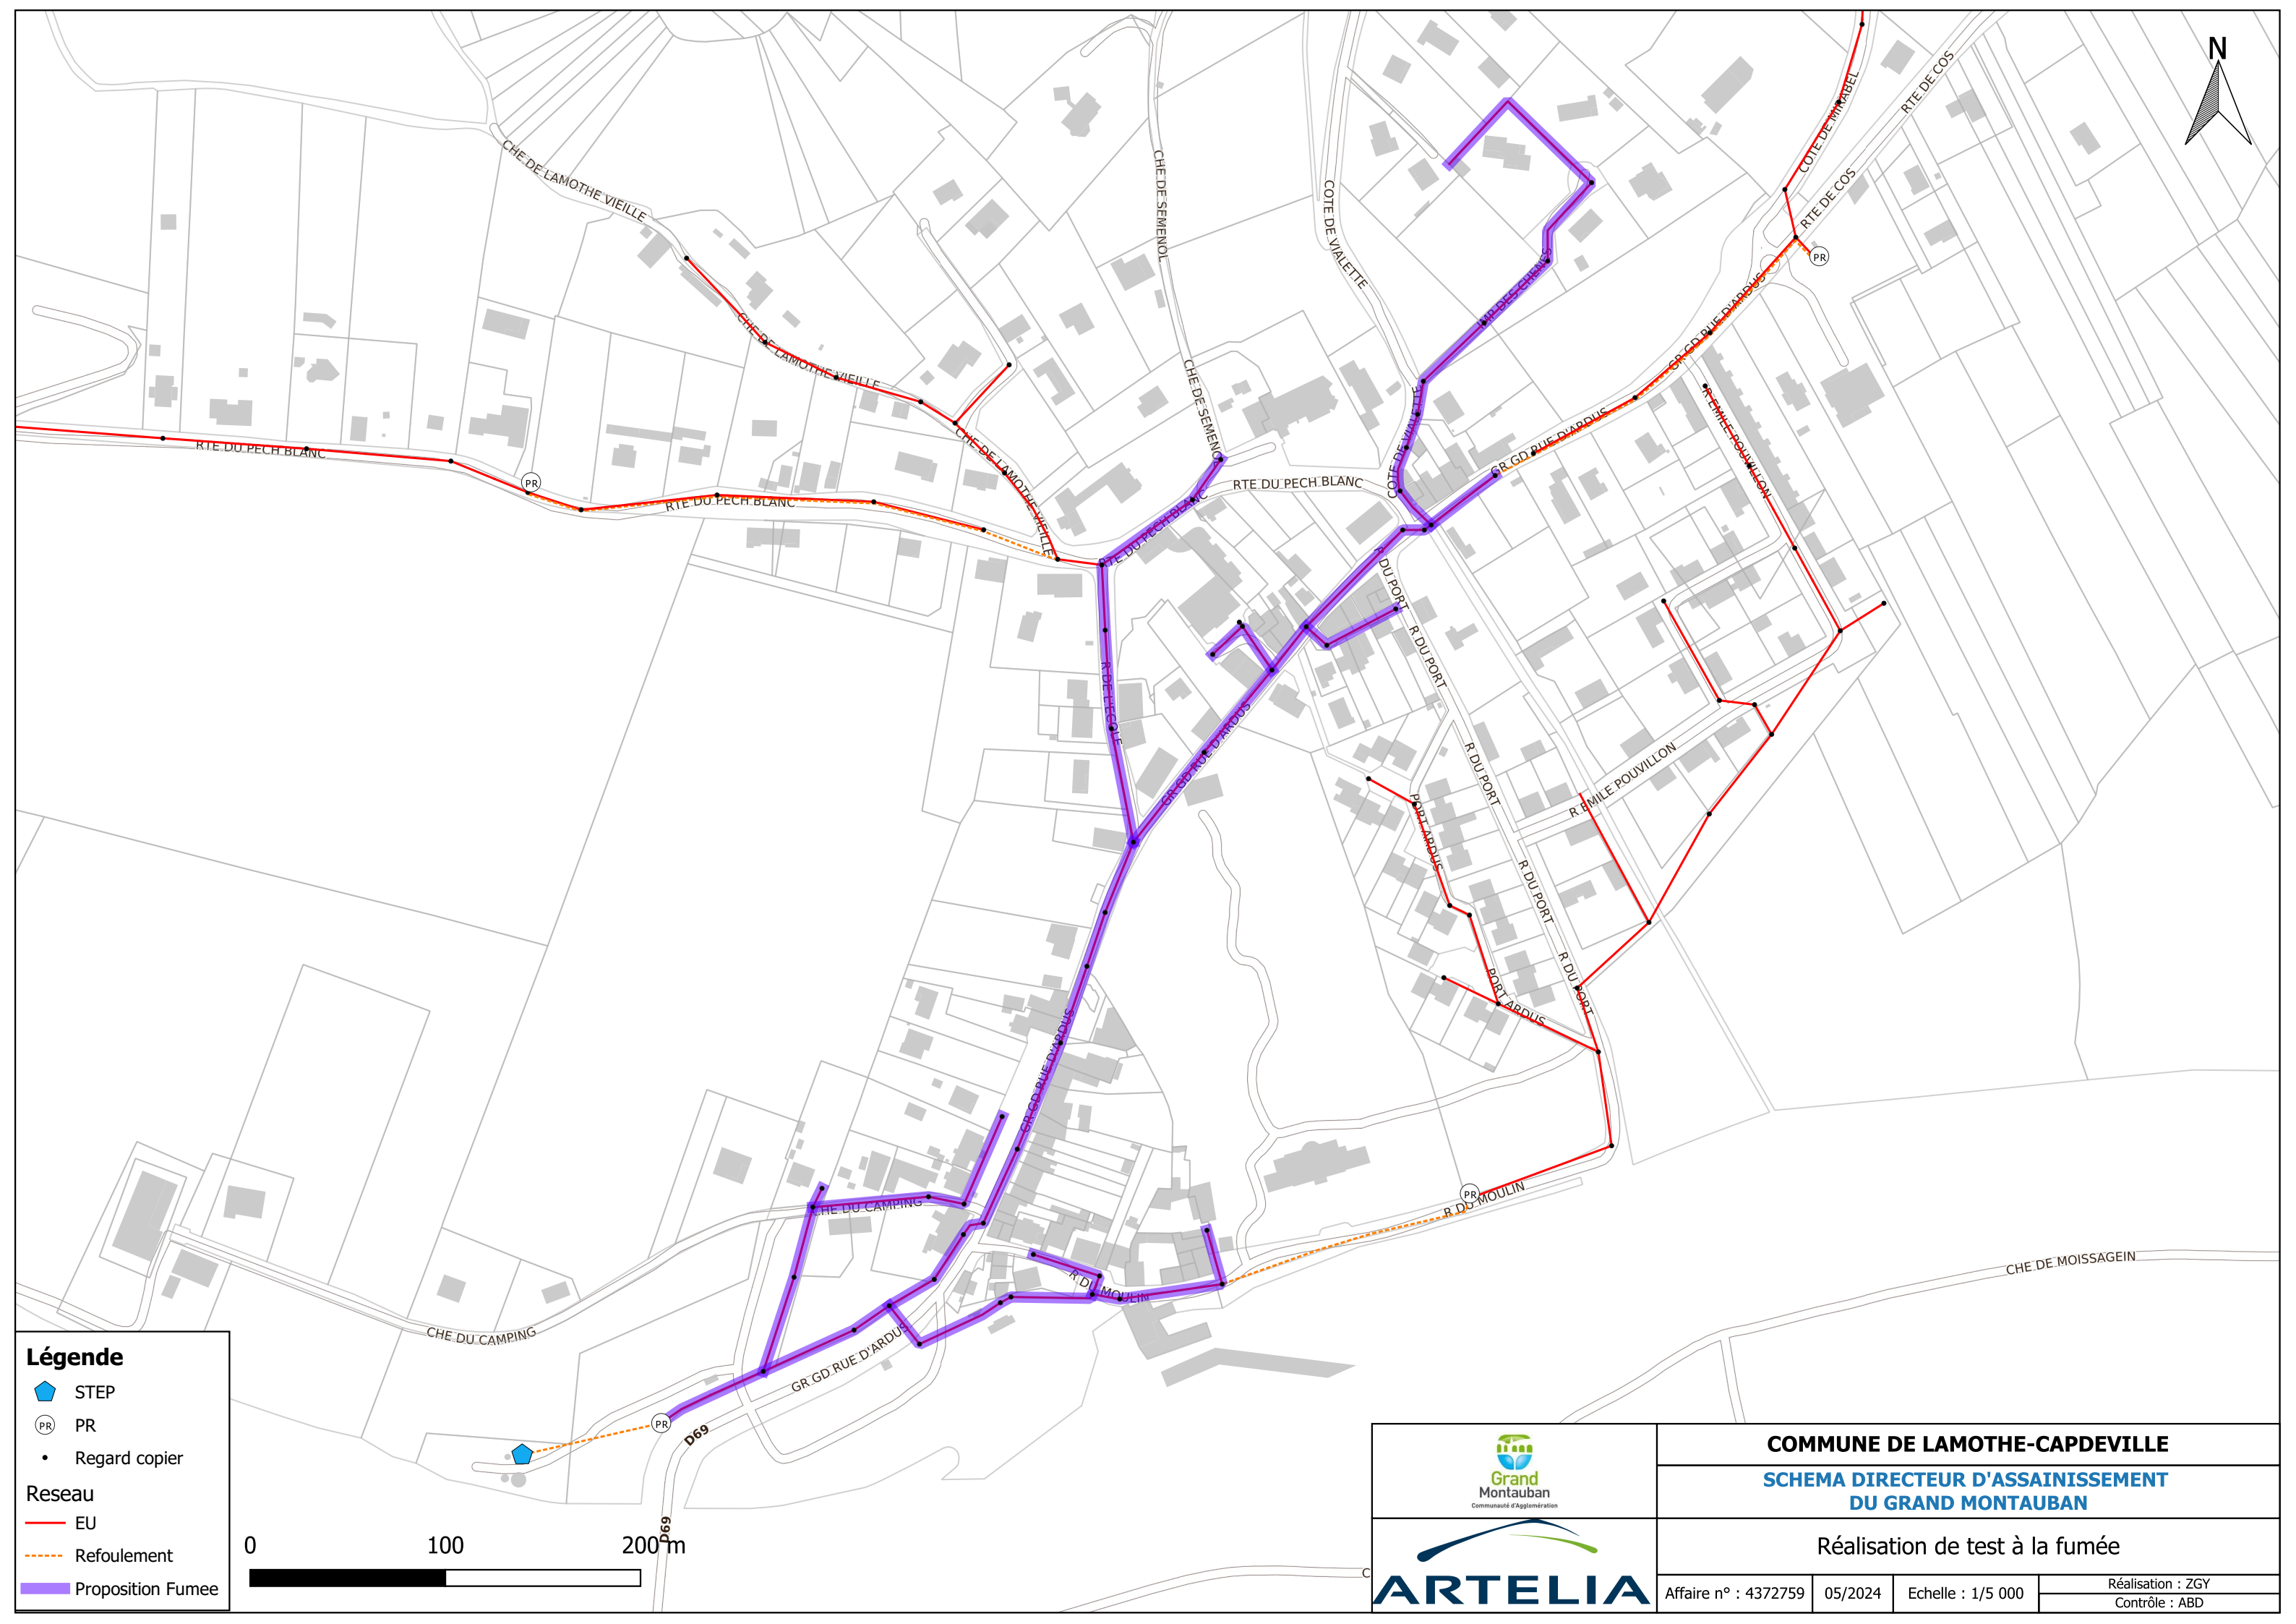 N
COTE DE MIRABEL
RTE DE COS
RTE DE COS
PR
CHE DE LAMOTHE VIEILLE
CHE DE SEMENOL
COTE DE VIALETTE
IMP DES CHENES
GR GD RUE D'ARDUS
CHE DE LAMOTHE VIEILLE
CHE DE SEMENOL
COTE DE VIALETTE
GR GD RUE D'ARDUS
R EMILE POUVILLON
RTE DU PECH BLANC
PR
RTE DU PECH BLANC
CHE DE LAMOTHE VIEILLE
RTE DU PECH BLANC
RTE DU PECH BLANC
R DU PORT
R DU PORT
R DE L'ECOLE
GR GD RUE D'ARDUS
R DU PORT
R EMILE POUVILLON
PORT ARDUS
R DU PORT
R DU PORT
PORT ARDUS
GR GD RUE D'ARDUS
CHE DU CAMPING
PR
R DU MOULIN
R DU MOULIN
CHE DE MOISSAGEIN
CHE DU CAMPING
GR GD RUE D'ARDUS
PR
D69
D69
C
Légende
STEP
PR PR
Regard copier
Reseau
EU
Refoulement
Proposition Fumee
0 100 200 m
Grand
Montauban
Communauté d'Agglomération
ARTELIA
COMMUNE DE LAMOTHE-CAPDEVILLE
SCHEMA DIRECTEUR D'ASSAINISSEMENT
DU GRAND MONTAUBAN
Réalisation de test à la fumée
Affaire n° : 4372759
05/2024
Echelle : 1/5 000
Réalisation : ZGY
Contrôle : ABD